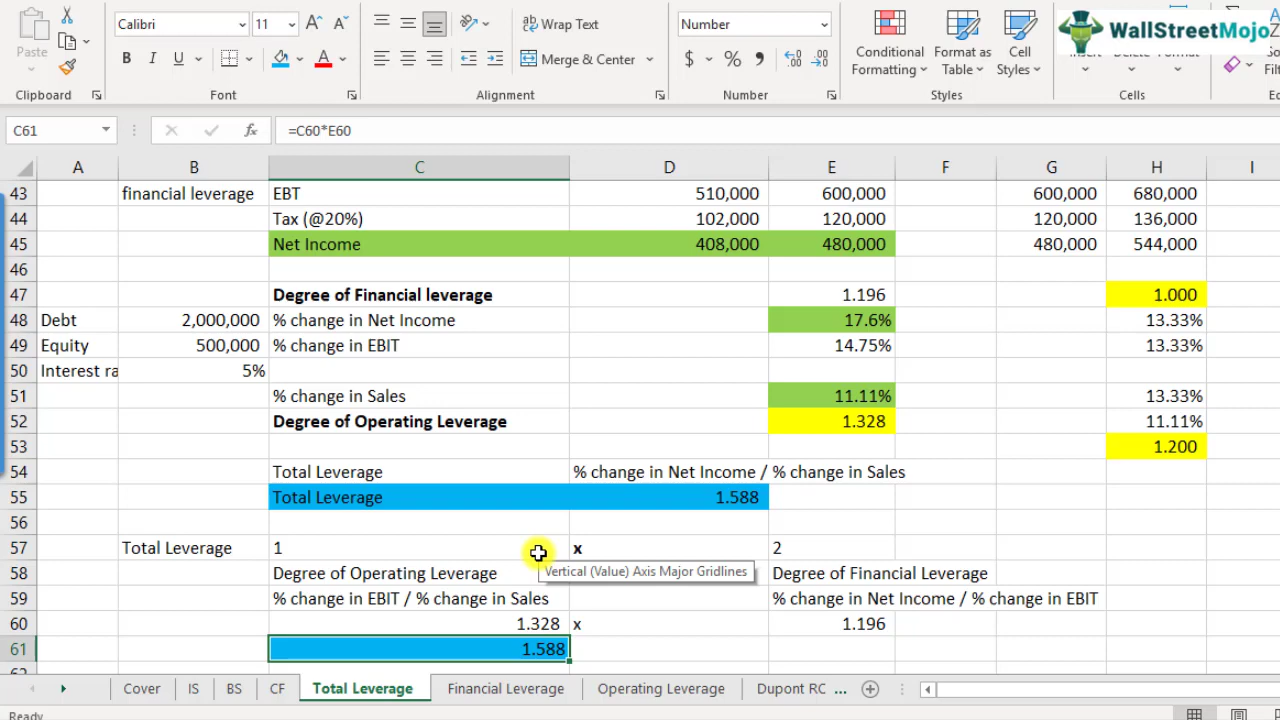 Calibri 11 Wrap Text Number WallStreetMojo
Paste B I U Merge & Center $ % Conditional Formatting Format as Table Cell Styles
Clipboard Font Alignment Number Styles Cells
C61 fx =C60*E60
A B C D E F G H I
43 financial leverage EBT 510,000 600,000 600,000 680,000
44 Tax (@20%) 102,000 120,000 120,000 136,000
45 Net Income 408,000 480,000 480,000 544,000
46
47 Degree of Financial leverage 1.196 1.000
48 Debt 2,000,000 % change in Net Income 17.6% 13.33%
49 Equity 500,000 % change in EBIT 14.75% 13.33%
50 Interest ra 5%
51 % change in Sales 11.11% 13.33%
52 Degree of Operating Leverage 1.328 11.11%
53 1.200
54 Total Leverage % change in Net Income / % change in Sales
55 Total Leverage 1.588
56
57 Total Leverage 1 x 2
Vertical (Value) Axis Major Gridlines
58 Degree of Operating Leverage Degree of Financial Leverage
59 % change in EBIT / % change in Sales % change in Net Income / % change in EBIT
60 1.328 x 1.196
61 1.588
Cover IS BS CF Total Leverage Financial Leverage Operating Leverage Dupont RC ...
Ready